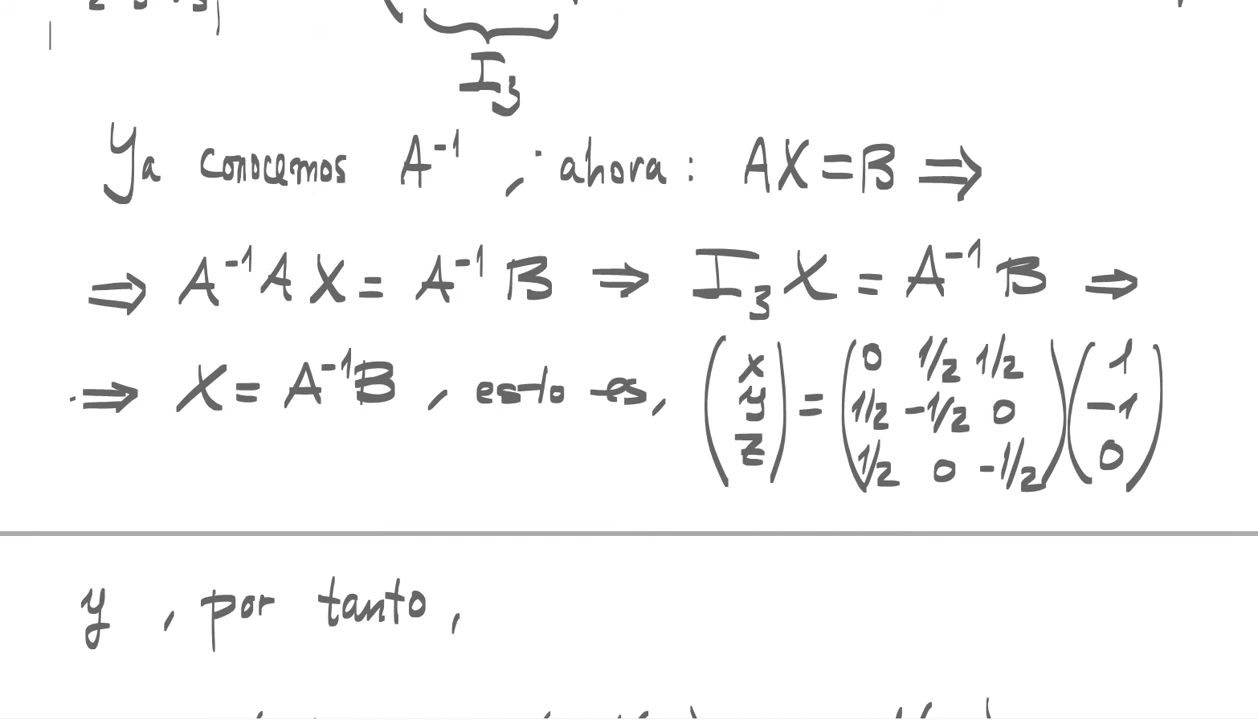 I₃
Ya conocemos A⁻¹, ahora: AX = B ⇒
⇒ A⁻¹AX = A⁻¹B ⇒ I₃X = A⁻¹B ⇒
⇒ X = A⁻¹B, esto es, (x y z) = (0 1/2 1/2; 1/2 -1/2 0; 1/2 0 -1/2)(1 -1 0)
y, por tanto,